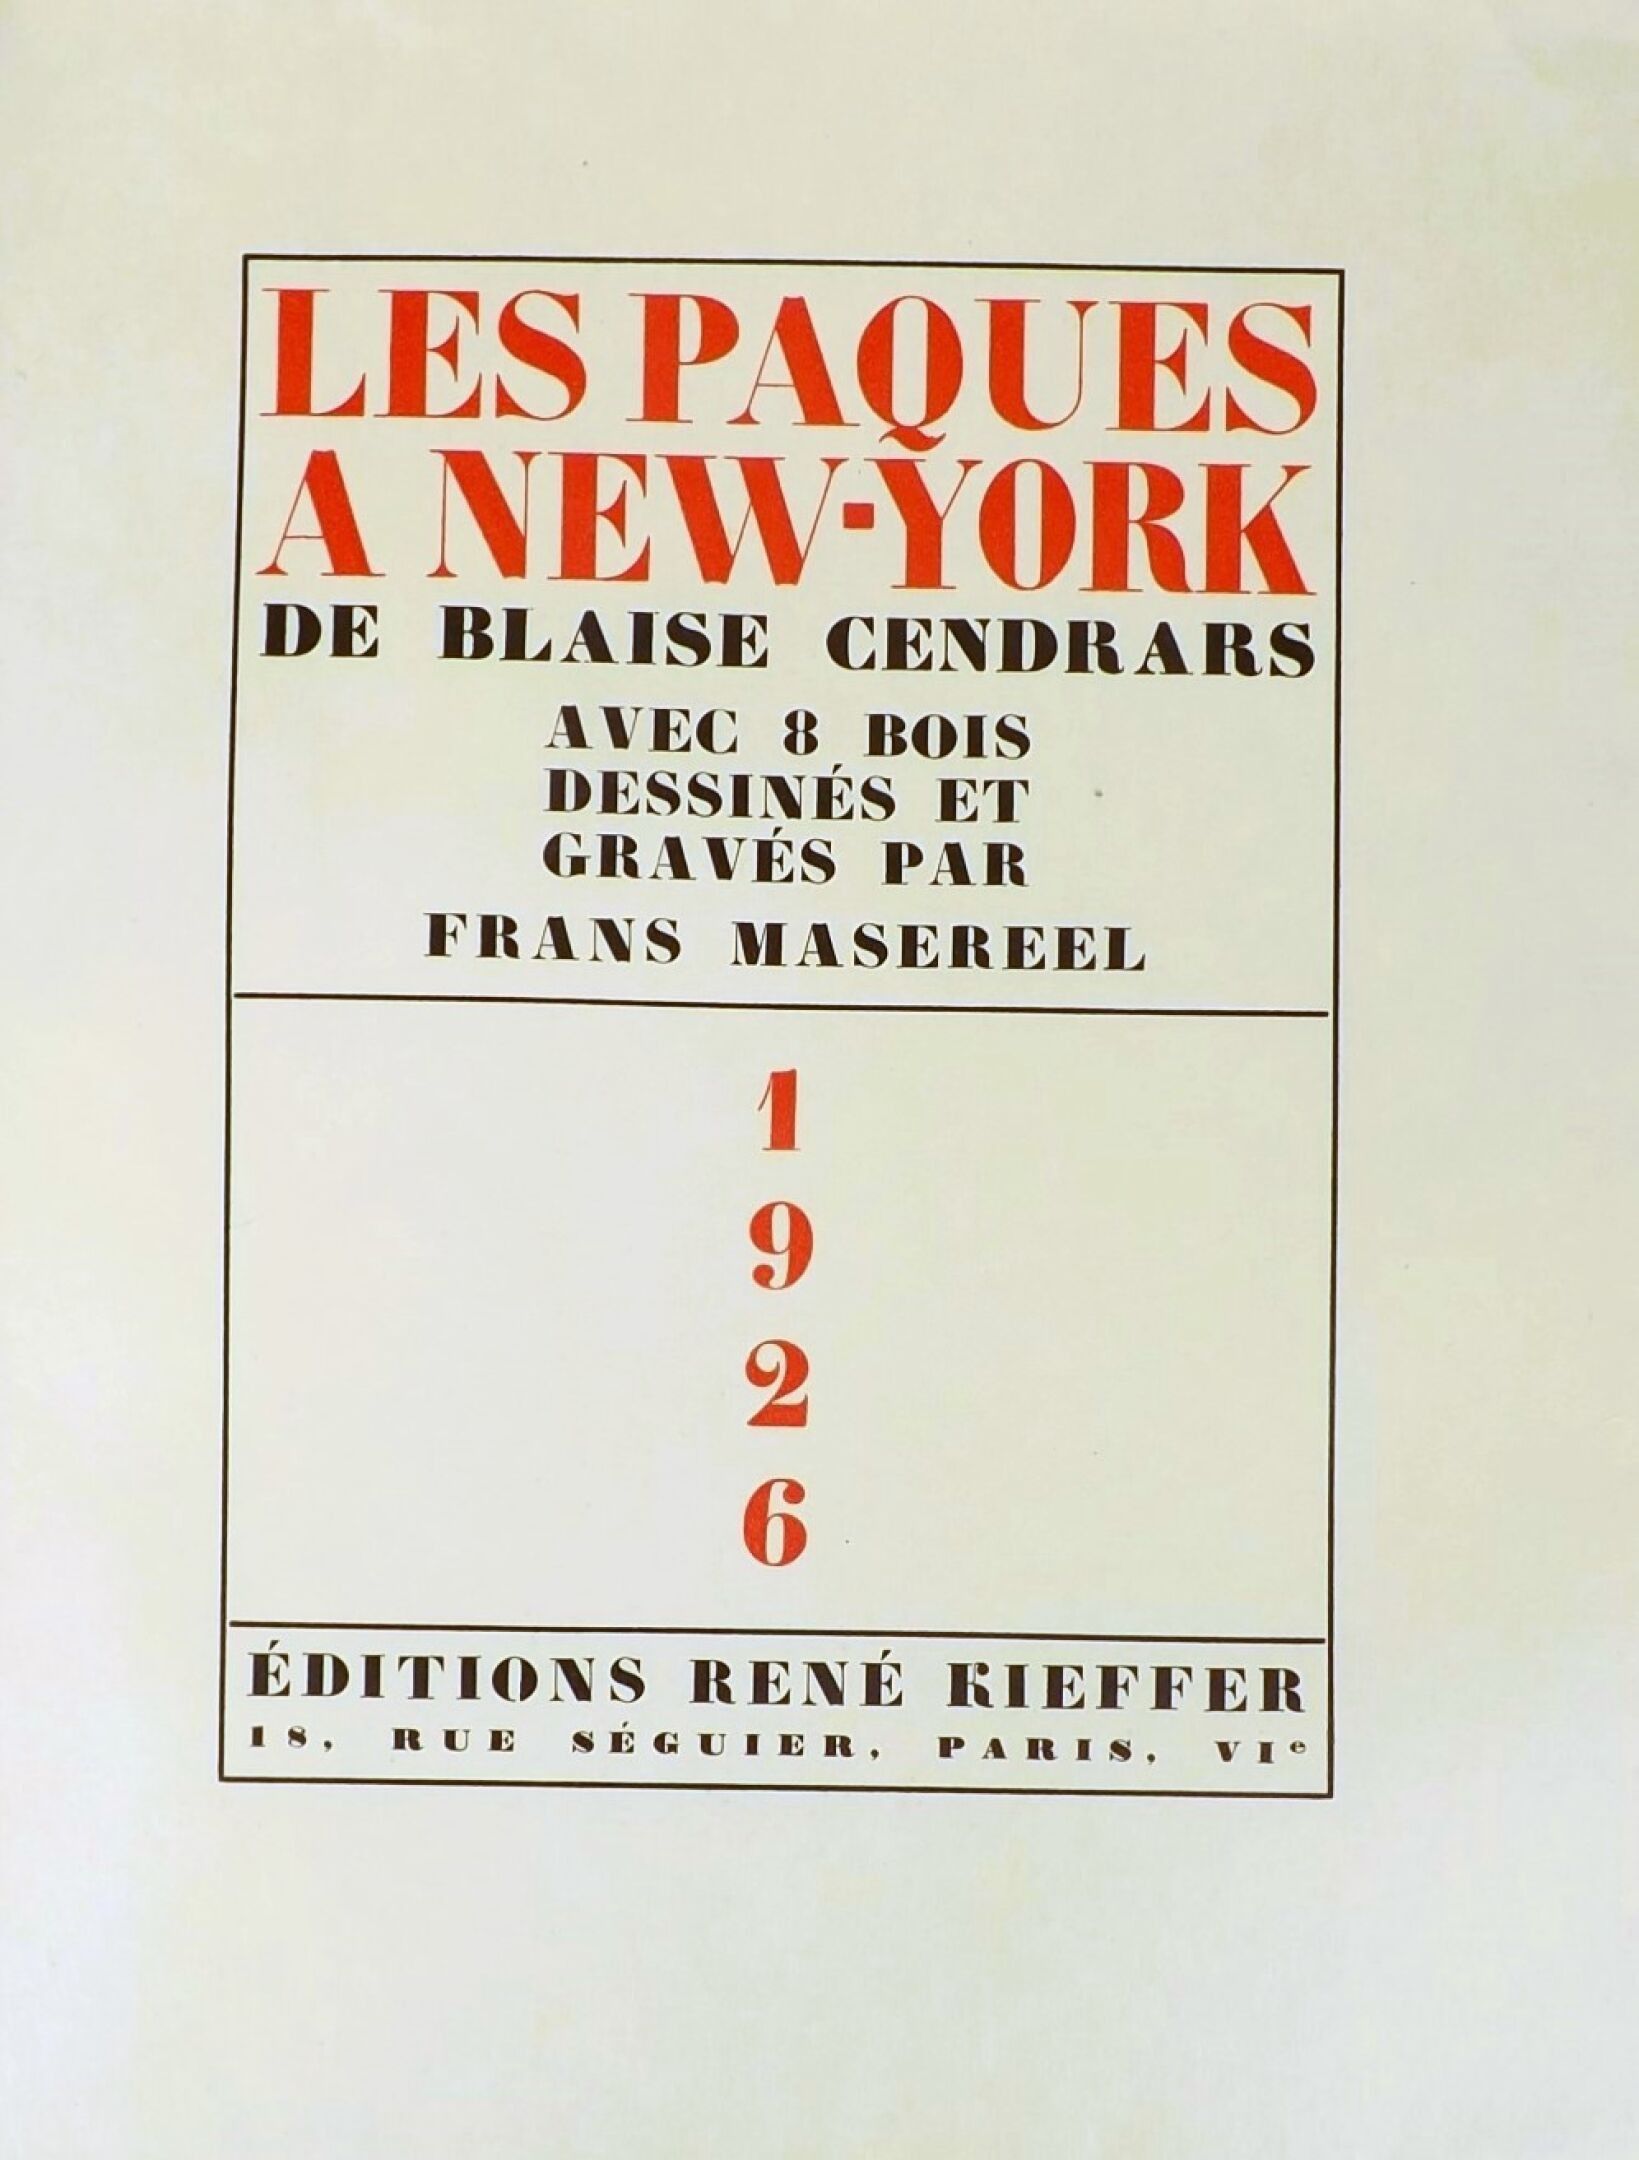 LES PAQUES
A NEW-YORK
DE BLAISE CENDRARS
AVEC 8 BOIS
DESSINÉS ET
GRAVÉS PAR
FRANS MASEREEL
1
9
2
6
ÉDITIONS RENÉ KIEFFER
18, RUE SÉGUIER, PARIS, VIe